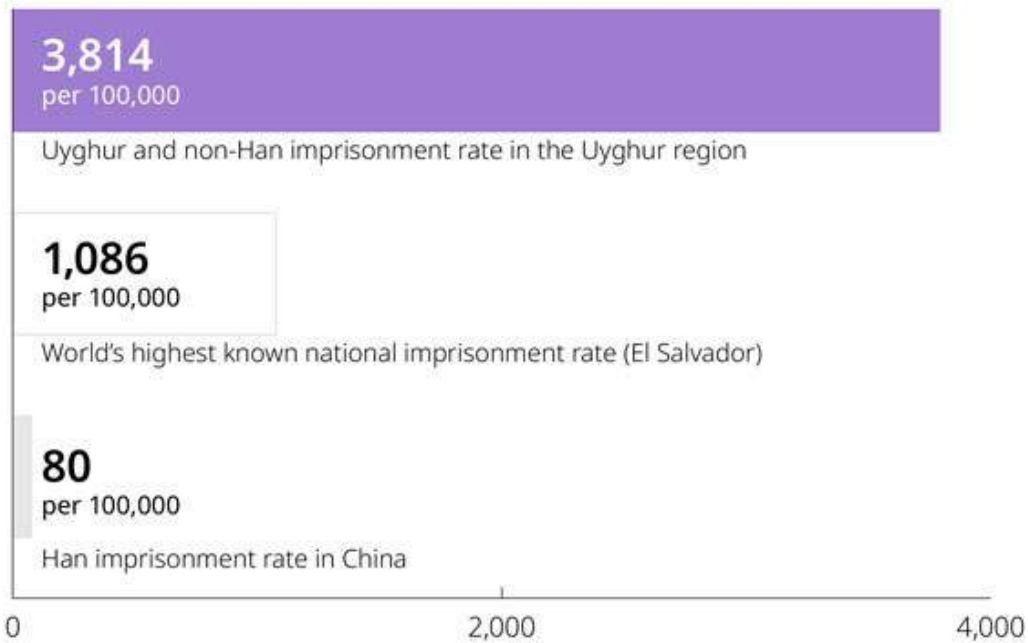 3,814
per 100,000
Uyghur and non-Han imprisonment rate in the Uyghur region
1,086
per 100,000
World’s highest known national imprisonment rate (El Salvador)
80
per 100,000
Han imprisonment rate in China
0 2,000 4,000